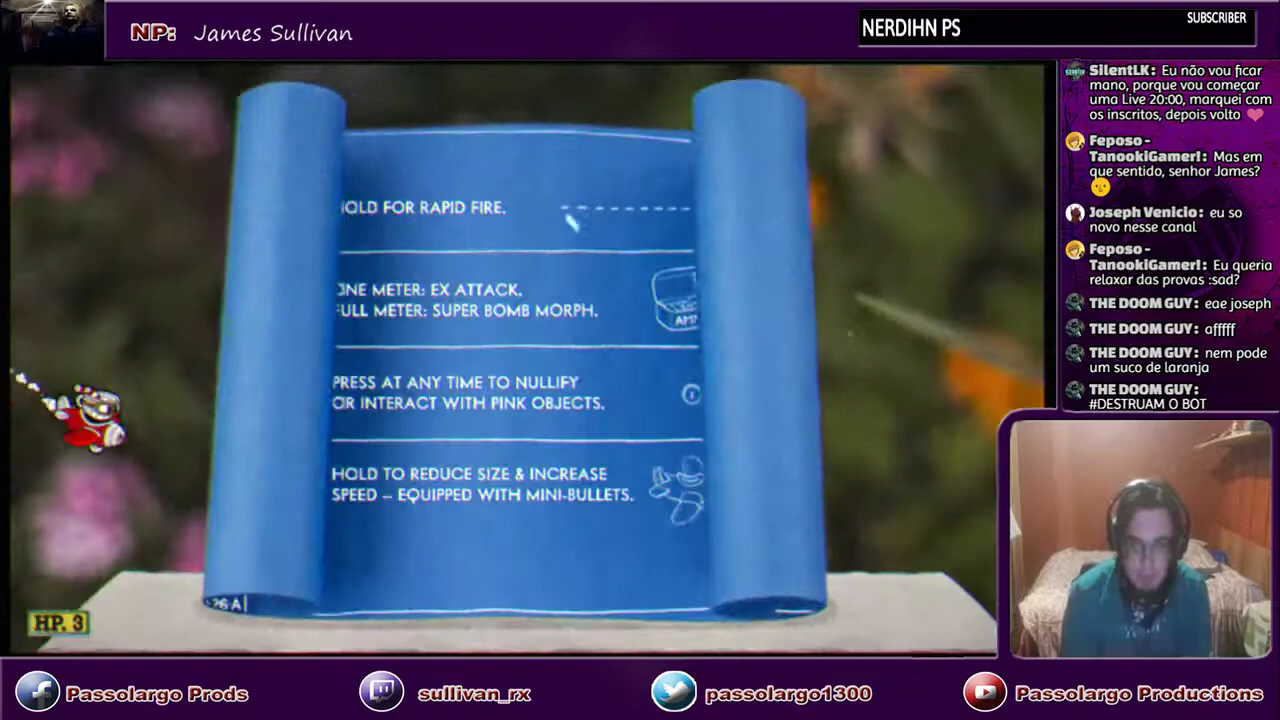 NP: James Sullivan
NERDIHN PS
SUBSCRIBER
OLD FOR RAPID FIRE.
ONE METER: EX ATTACK.
FULL METER: SUPER BOMB MORPH.
PRESS AT ANY TIME TO NULLIFY
OR INTERACT WITH PINK OBJECTS.
HOLD TO REDUCE SIZE & INCREASE
SPEED – EQUIPPED WITH MINI-BULLETS.
HP. 3
SilentLK: Eu não vou ficar
mano, porque vou começar
uma Live 20:00, marquei com
os inscritos, depois volto
Feposo -
TanookiGamer!: Mas em
que sentido, senhor James?
Joseph Venicio: eu so
novo nesse canal
Feposo -
TanookiGamer!: Eu queria
relaxar das provas :sad?
THE DOOM GUY: eae joseph
THE DOOM GUY: afffff
THE DOOM GUY: nem pode
um suco de laranja
THE DOOM GUY:
#DESTRUAM O BOT
Passolargo Prods
sullivan_rx
passolargo1300
Passolargo Productions